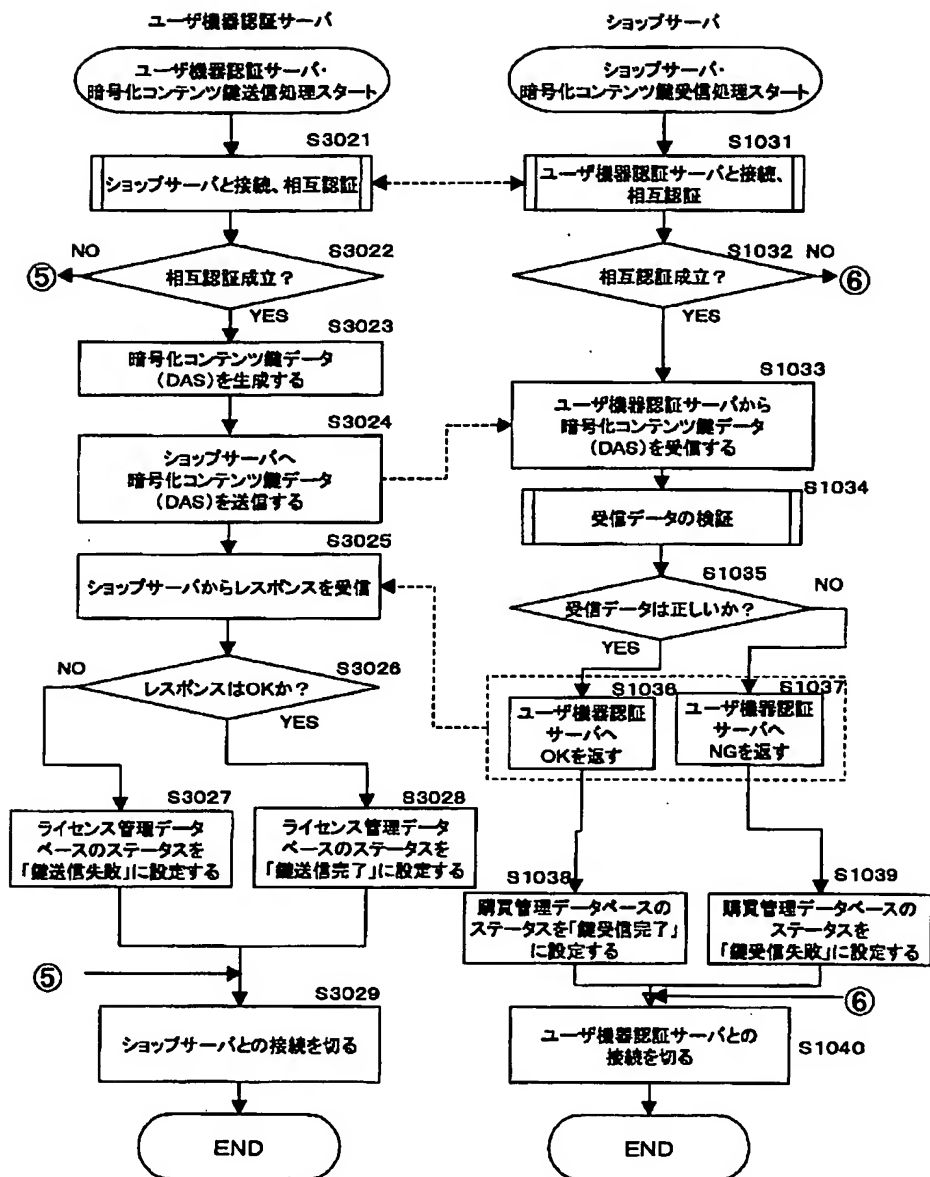 ユーザ機器認証サーバ
ユーザ機器認証サーバ・
暗号化コンテンツ鍵送信処理スタート
S3021
ショップサーバと接続、相互認証
S3022
NO
⑤
相互認証成立？
YES
S3023
暗号化コンテンツ鍵データ
（DAS）を生成する
S3024
ショップサーバへ
暗号化コンテンツ鍵データ
（DAS）を送信する
S3025
ショップサーバからレスポンスを受信
S3026
NO
レスポンスはOKか？
YES
S3027
ライセンス管理データ
ベースのステータスを
「鍵送信失敗」に設定する
S3028
ライセンス管理データ
ベースのステータスを
「鍵送信完了」に設定する
⑤
S3029
ショップサーバとの接続を切る
END
ショップサーバ
ショップサーバ・
暗号化コンテンツ鍵受信処理スタート
S1031
ユーザ機器認証サーバと接続、
相互認証
S1032
NO
⑥
相互認証成立？
YES
S1033
ユーザ機器認証サーバから
暗号化コンテンツ鍵データ
（DAS）を受信する
S1034
受信データの検証
S1035
NO
受信データは正しいか？
YES
S1036
ユーザ機器認証
サーバへ
OKを返す
S1037
ユーザ機器認証
サーバへ
NGを返す
S1038
購買管理データベースの
ステータスを「鍵受信完了」
に設定する
S1039
購買管理データベースの
ステータスを
「鍵受信失敗」に設定する
⑥
ユーザ機器認証サーバとの
接続を切る
S1040
END